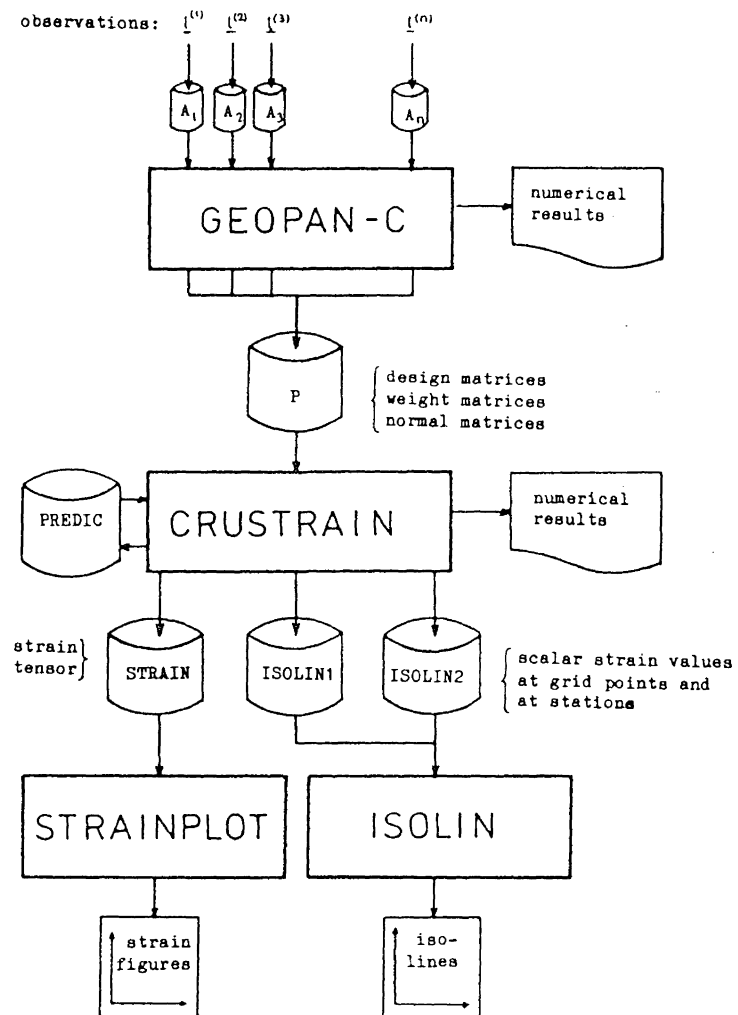 observations: l⁽¹⁾ l⁽²⁾ l⁽³⁾ l⁽ⁿ⁾
A₁ A₂ A₃ Aₙ
GEOPAN-C
numerical
results
P
design matrices
weight matrices
normal matrices
PREDIC
CRUSTRAIN
numerical
results
strain
tensor
STRAIN
ISOLIN1
ISOLIN2
scalar strain values
at grid points and
at stations
STRAINPLOT
ISOLIN
strain
figures
iso-
lines